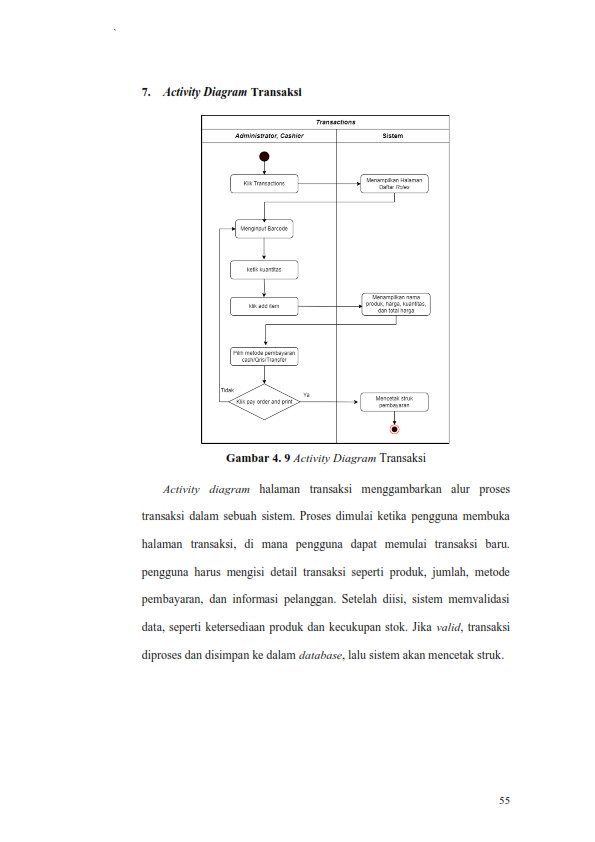 7. Activity Diagram Transaksi
Transactions
Administrator, Cashier
Sistem
Klik Transactions
Menampilkan Halaman
Daftar Roles
Menginput Barcode
ketik kuantitas
klik add item
Menampilkan nama
produk, harga, kuantitas,
dan total harga
Pilih metode pembayaran
cash/Qris/Transfer
Tidak
Klik pay order and print
Ya
Mencetak struk
pembayaran
Gambar 4. 9 Activity Diagram Transaksi
Activity diagram halaman transaksi menggambarkan alur proses
transaksi dalam sebuah sistem. Proses dimulai ketika pengguna membuka
halaman transaksi, di mana pengguna dapat memulai transaksi baru.
pengguna harus mengisi detail transaksi seperti produk, jumlah, metode
pembayaran, dan informasi pelanggan. Setelah diisi, sistem memvalidasi
data, seperti ketersediaan produk dan kecukupan stok. Jika valid, transaksi
diproses dan disimpan ke dalam database, lalu sistem akan mencetak struk.
55